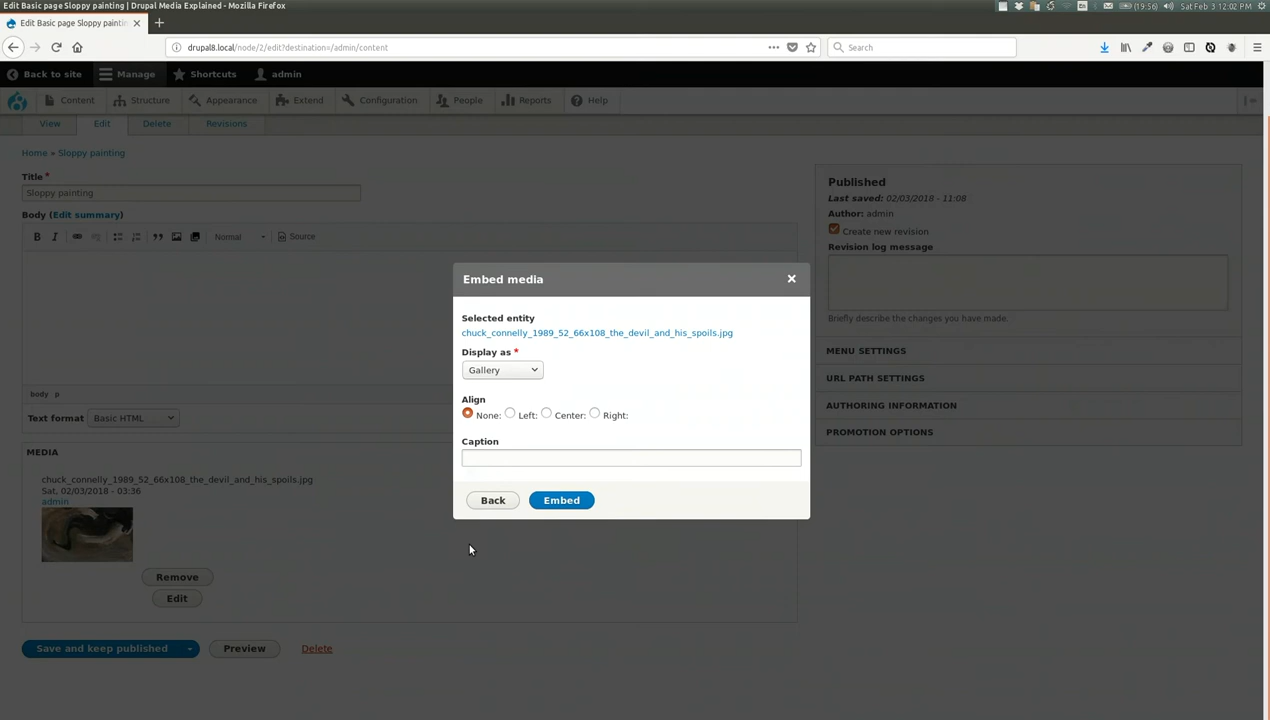 Edit Basic page Sloppy painting | Drupal Media Explained - Mozilla Firefox
En (19:56) Sat Feb 3 12:02 PM
Edit Basic page Sloppy paintin
drupal8.local/node/2/edit?destination=/admin/content
Search
Back to site Manage Shortcuts admin
Content Structure Appearance Extend Configuration People Reports Help
View Edit Delete Revisions
Home » Sloppy painting
Title *
Sloppy painting
Body (Edit summary)
B I Normal Source
body p
Text format Basic HTML
MEDIA
chuck_connelly_1989_52_66x108_the_devil_and_his_spoils.jpg
Sat, 02/03/2018 - 03:36
admin
Remove
Edit
Save and keep published Preview Delete
Embed media
Selected entity
chuck_connelly_1989_52_66x108_the_devil_and_his_spoils.jpg
Display as *
Gallery
Align
None: Left: Center: Right:
Caption
Back Embed
Published
Last saved: 02/03/2018 - 11:08
Author: admin
Create new revision
Revision log message
Briefly describe the changes you have made.
MENU SETTINGS
URL PATH SETTINGS
AUTHORING INFORMATION
PROMOTION OPTIONS